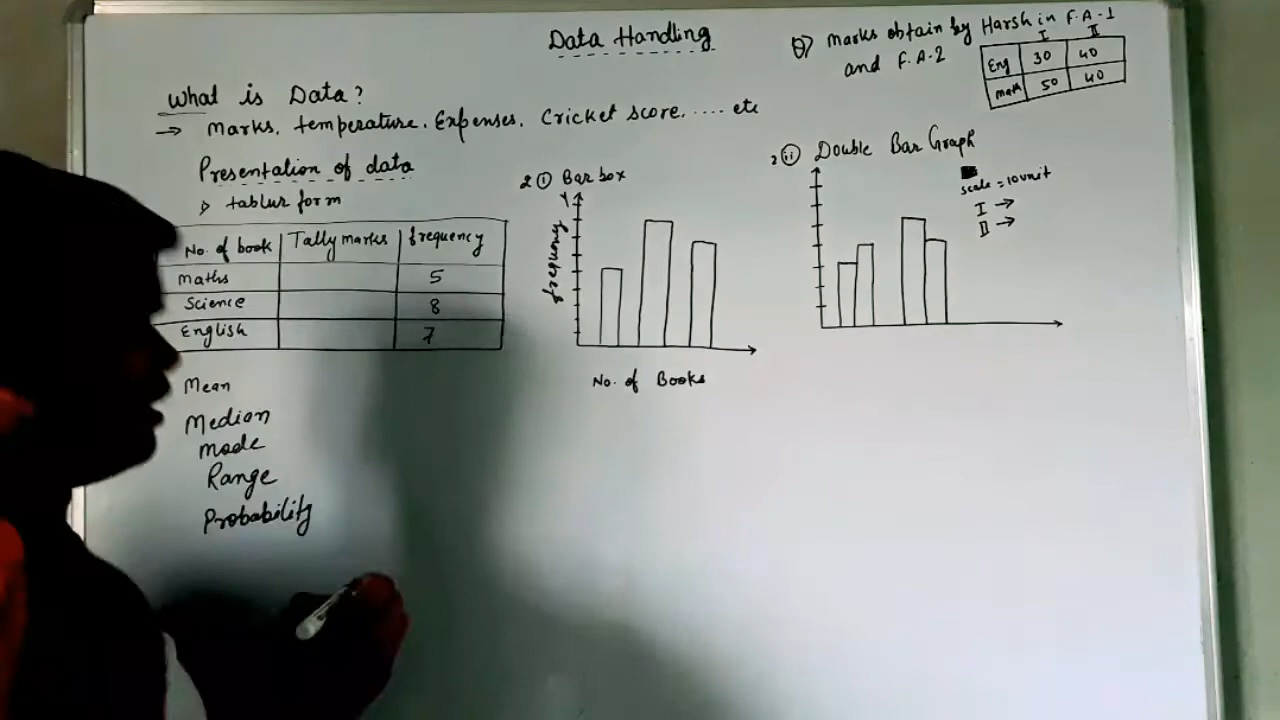 Data Handling
What is Data?
→ Marks, temperature, Expenses, Cricket score, .... etc
Presentation of data
tablur form
No. of book Tally marks frequency
maths 5
Science 8
English 7
Mean
Median
mode
Range
Probability
2 (i) Bar box
Y
frequency
No. of Books
Q) marks obtain by Harsh in F.A-1
and F.A-2
I II
Eng 30 40
math 50 40
2 (ii) Double Bar Graph
scale = 10 unit
I →
II →